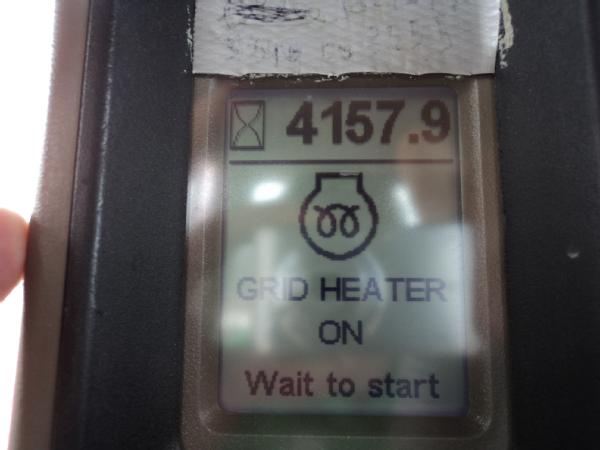 4157.9
GRID HEATER
ON
Wait to start